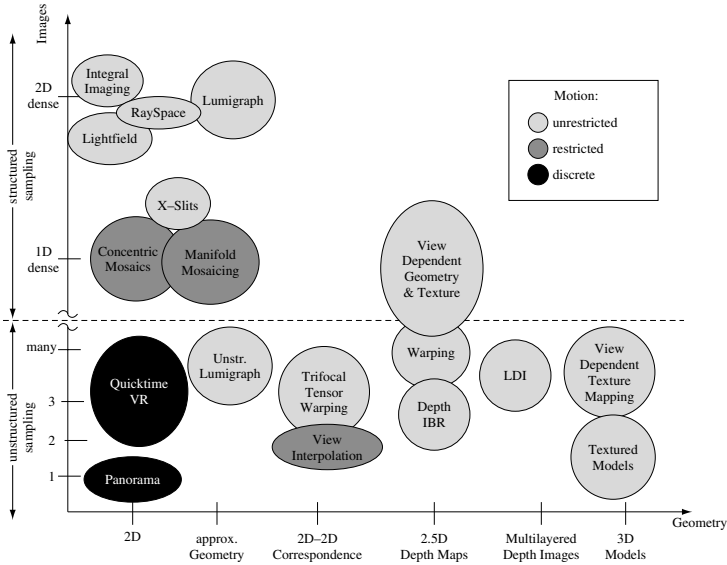 Images
structured
sampling
unstructured
sampling
2D
dense
1D
dense
many
3
2
1
Integral
Imaging
RaySpace
Lightfield
Lumigraph
X–Slits
Concentric
Mosaics
Manifold
Mosaicing
View
Dependent
Geometry
& Texture
Motion:
unrestricted
restricted
discrete
Quicktime
VR
Panorama
Unstr.
Lumigraph
Trifocal
Tensor
Warping
View
Interpolation
Warping
Depth
IBR
LDI
View
Dependent
Texture
Mapping
Textured
Models
Geometry
2D
approx.
Geometry
2D–2D
Correspondence
2.5D
Depth Maps
Multilayered
Depth Images
3D
Models